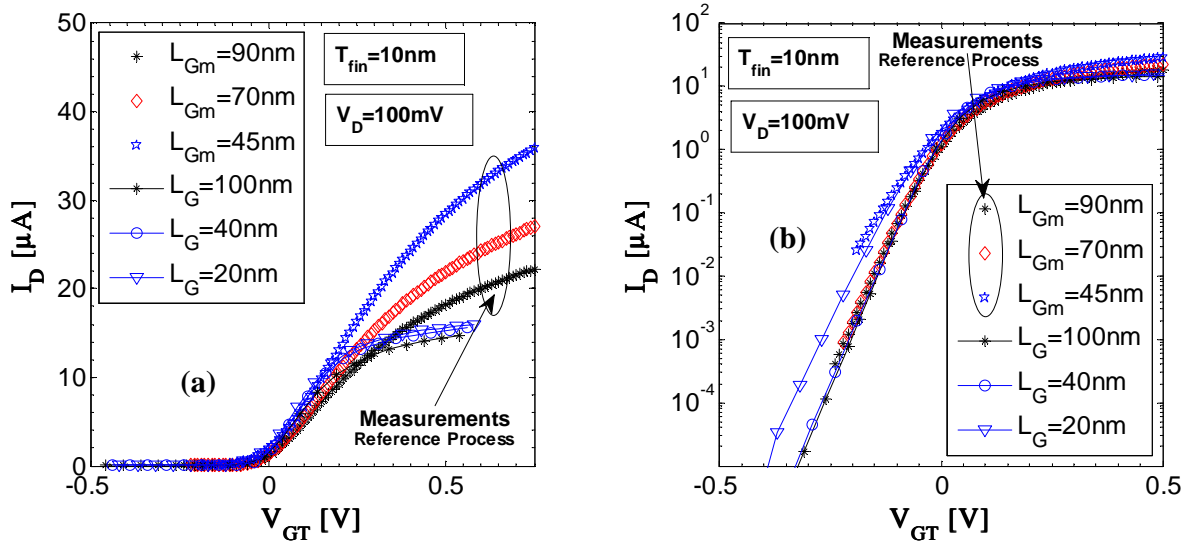 50
40
30
20
10
0
I_D [µA]
L_Gm=90nm
L_Gm=70nm
L_Gm=45nm
L_G=100nm
L_G=40nm
L_G=20nm
T_fin=10nm
V_D=100mV
(a)
Measurements
Reference Process
-0.5
0
0.5
V_GT [V]
10^2
10^1
10^0
10^-1
10^-2
10^-3
10^-4
I_D [µA]
T_fin=10nm
V_D=100mV
Measurements
Reference Process
(b)
L_Gm=90nm
L_Gm=70nm
L_Gm=45nm
L_G=100nm
L_G=40nm
L_G=20nm
-0.5
0
0.5
V_GT [V]